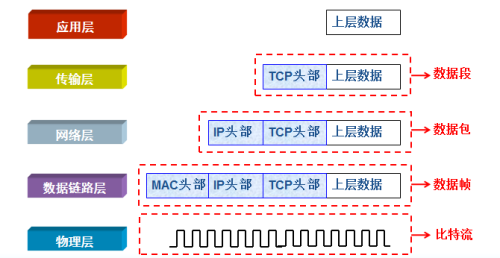 应用层 上层数据
传输层 TCP头部 上层数据 数据段
网络层 IP头部 TCP头部 上层数据 数据包
数据链路层 MAC头部 IP头部 TCP头部 上层数据 数据帧
物理层 比特流